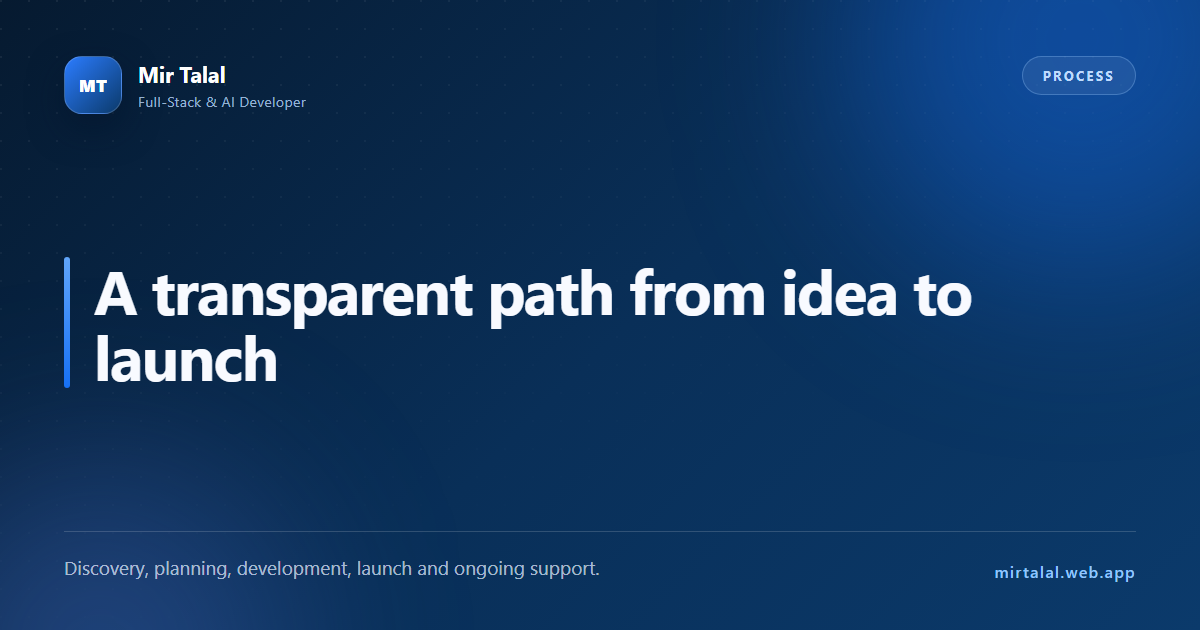 MT
Mir Talal
Full-Stack & AI Developer
PROCESS
A transparent path from idea to
launch
Discovery, planning, development, launch and ongoing support.
mirtalal.web.app